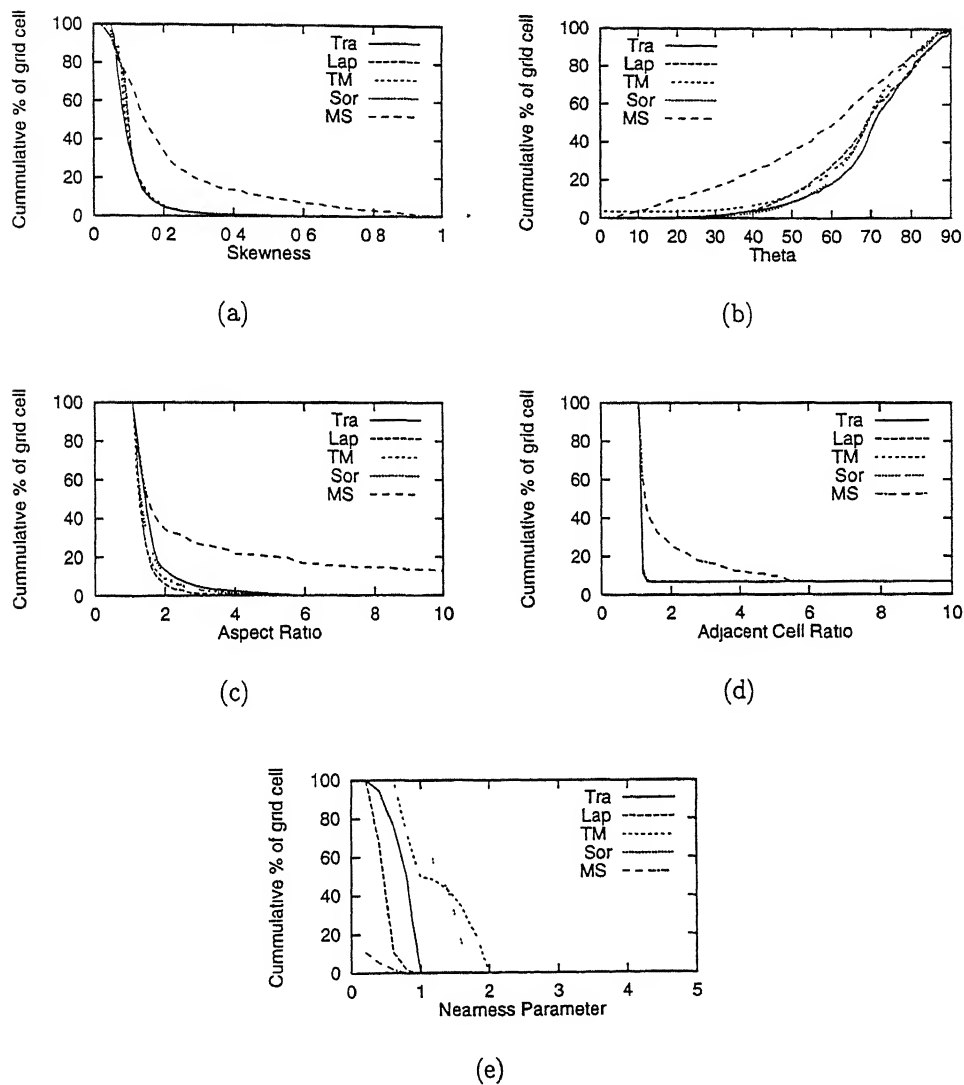 Cummulative % of grid cell
100
80
60
40
20
0
Tra
Lap
TM
Sor
MS
0 0 2 0 4 0 6 0 8 1
Skewness
(a)
Cummulative % of grid cell
100
80
60
40
20
0
Tra
Lap
TM
Sor
MS
0 10 20 30 40 50 60 70 80 90
Theta
(b)
Cummulative % of grid cell
100
80
60
40
20
0
Tra
Lap
TM
Sor
MS
0 2 4 6 8 10
Aspect Ratio
(c)
Cummulative % of grid cell
100
80
60
40
20
0
Tra
Lap
TM
Sor
MS
0 2 4 6 8 10
Adjacent Cell Ratio
(d)
Cummulative % of grid cell
100
80
60
40
20
0
Tra
Lap
TM
Sor
MS
0 1 2 3 4 5
Nearness Parameter
(e)